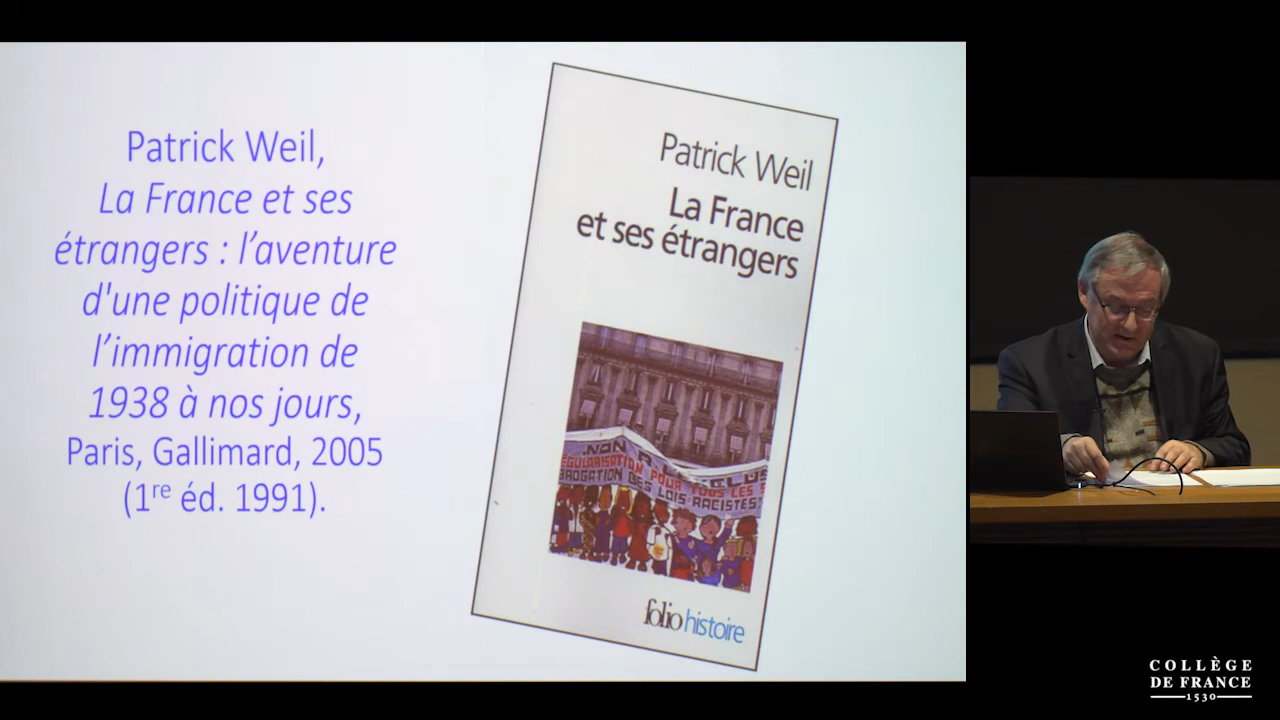 Patrick Weil,
La France et ses
étrangers : l’aventure
d'une politique de
l’immigration de
1938 à nos jours,
Paris, Gallimard, 2005
(1re éd. 1991).
Patrick Weil
La France
et ses étrangers
NON
RÉGULARISATION POUR TOUS LES
ABROGATION DES LOIS RACISTES
folio histoire
COLLÈGE
DE FRANCE
1530